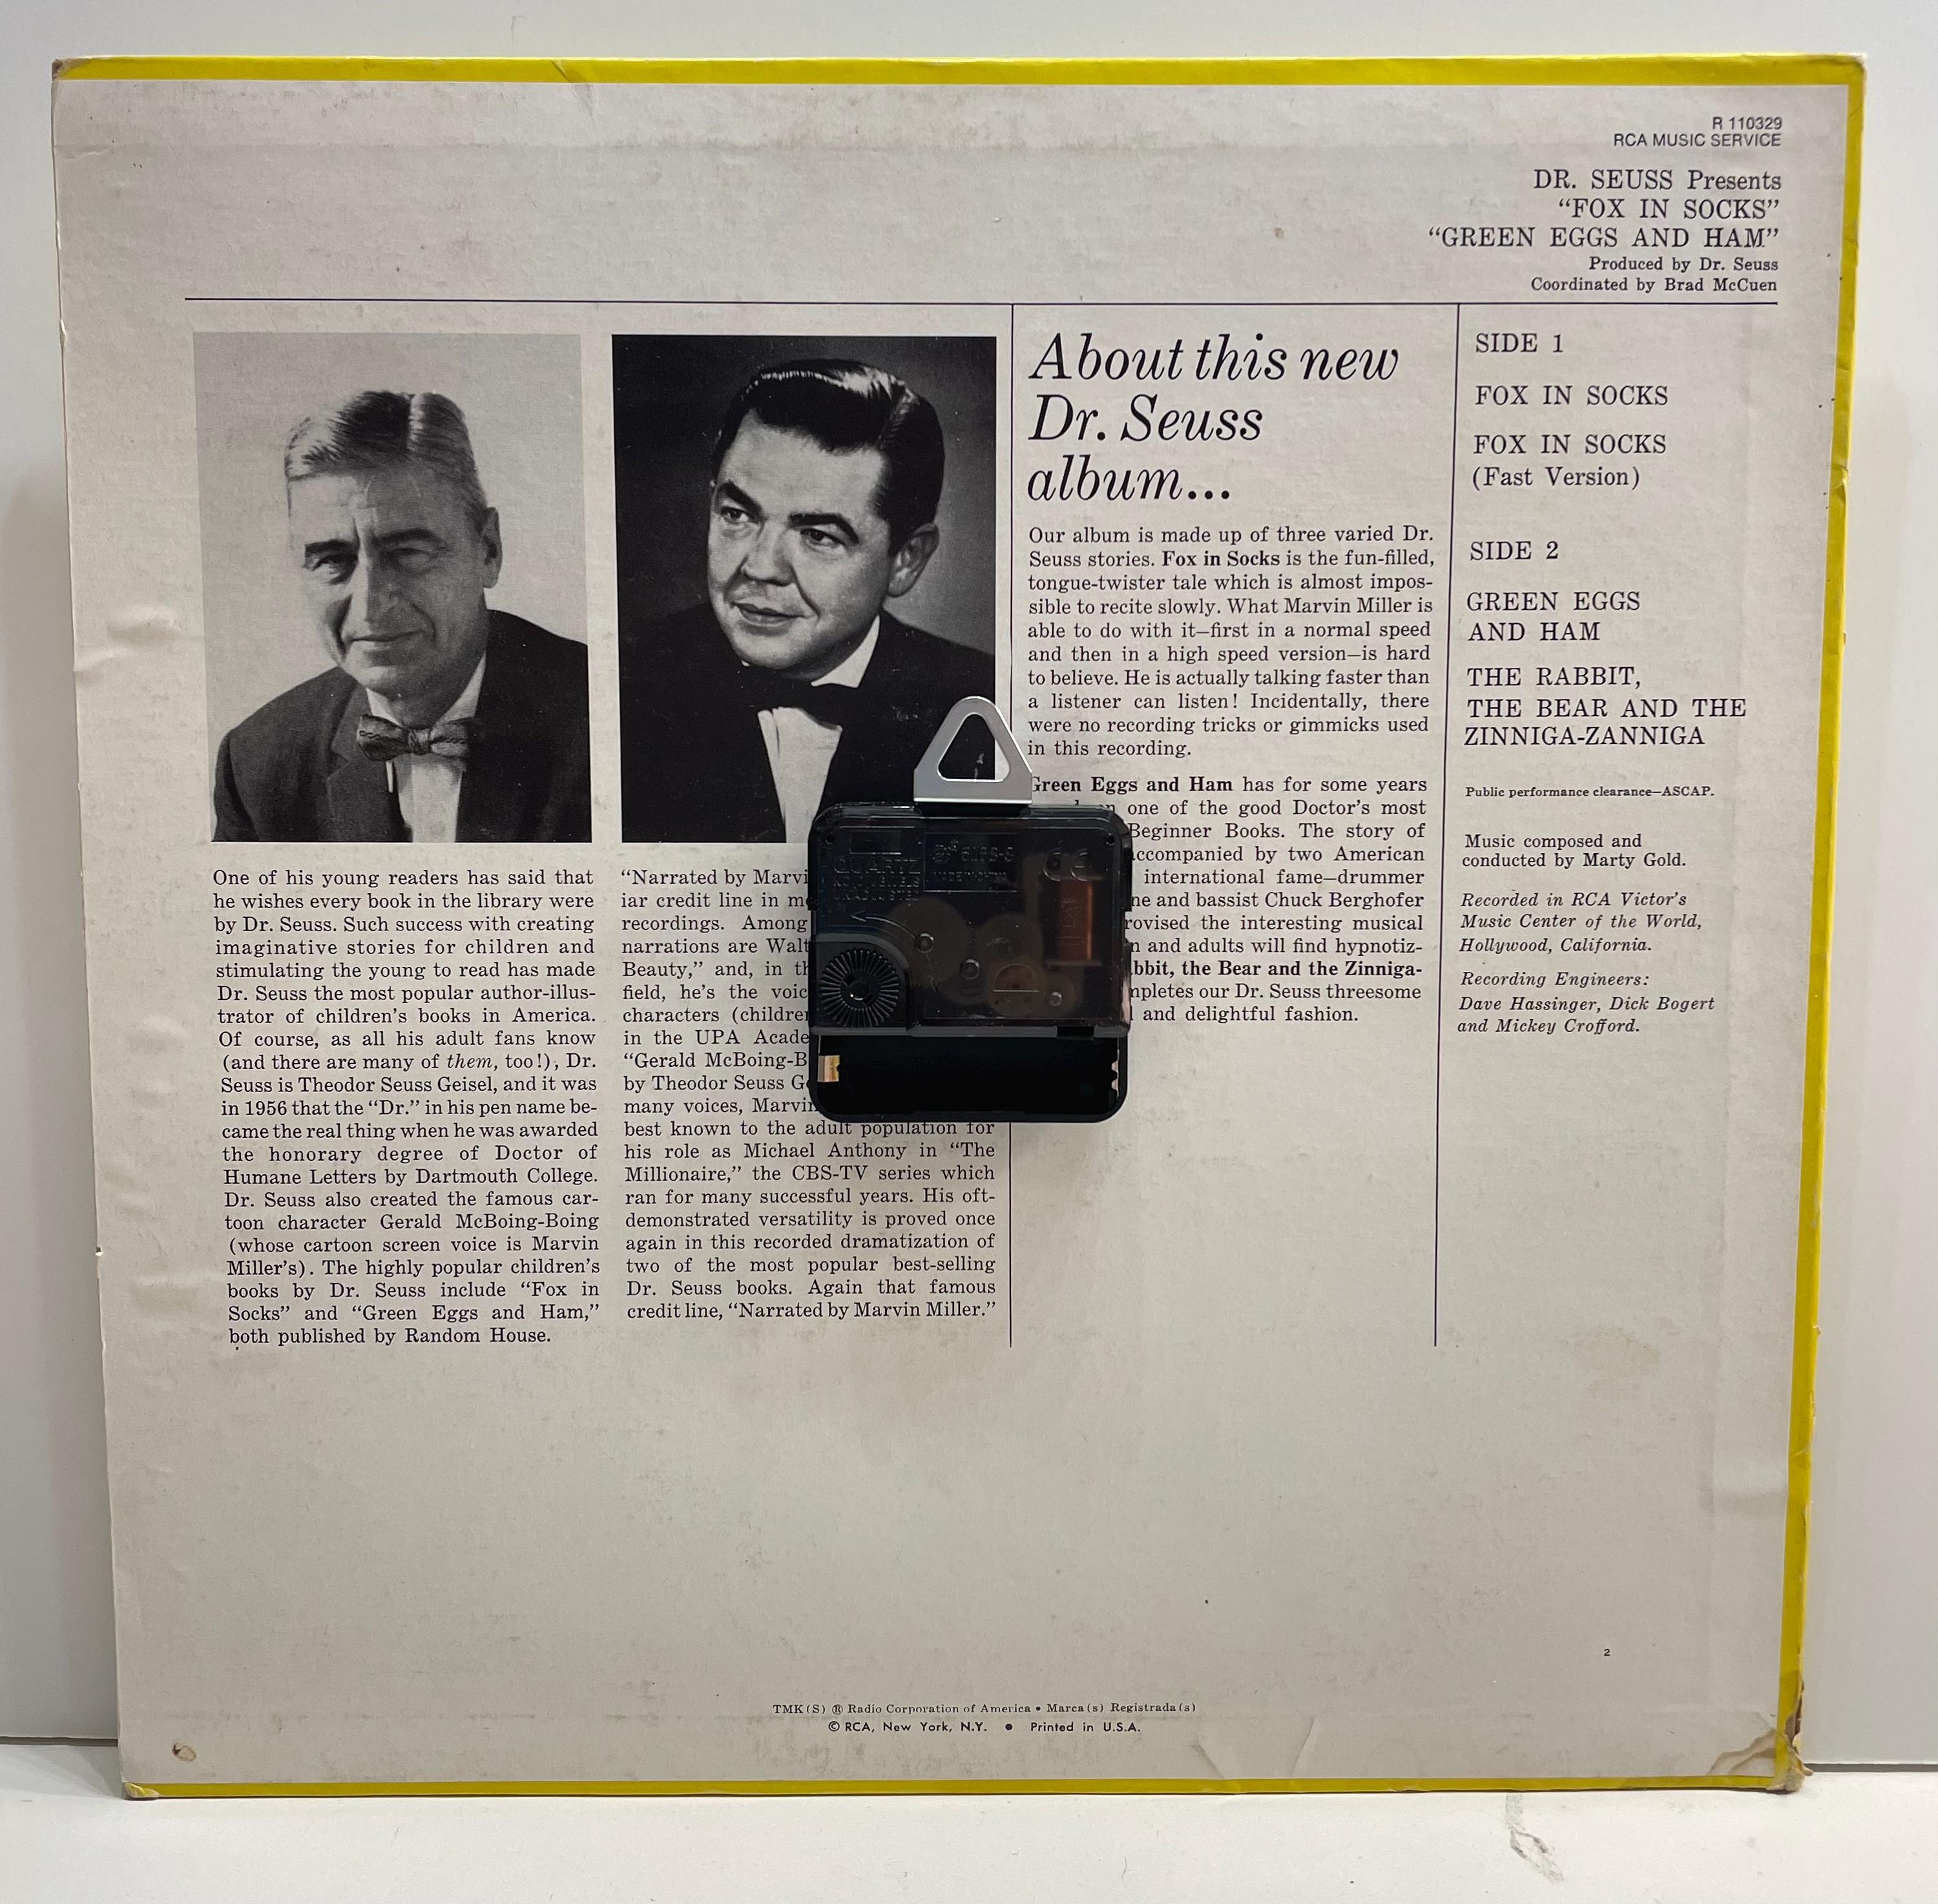 R 110329
RCA MUSIC SERVICE
DR. SEUSS Presents
“FOX IN SOCKS”
“GREEN EGGS AND HAM”
Produced by Dr. Seuss
Coordinated by Brad McCuen
One of his young readers has said that
he wishes every book in the library were
by Dr. Seuss. Such success with creating
imaginative stories for children and
stimulating the young to read has made
Dr. Seuss the most popular author-illus-
trator of children's books in America.
Of course, as all his adult fans know
(and there are many of them, too!), Dr.
Seuss is Theodor Seuss Geisel, and it was
in 1956 that the “Dr.” in his pen name be-
came the real thing when he was awarded
the honorary degree of Doctor of
Humane Letters by Dartmouth College.
Dr. Seuss also created the famous car-
toon character Gerald McBoing-Boing
(whose cartoon screen voice is Marvin
Miller's). The highly popular children's
books by Dr. Seuss include “Fox in
Socks” and “Green Eggs and Ham,”
both published by Random House.
“Narrated by Marvi
iar credit line in
recordings. Among
narrations are Walt
Beauty,” and, in
field, he's the
characters
in the UPA
“Gerald
by Theodor Seuss
many voices, Marvin
best known to the adult population for
his role as Michael Anthony in “The
Millionaire,” the CBS-TV series which
ran for many successful years. His oft-
demonstrated versatility is proved once
again in this recorded dramatization of
two of the most popular best-selling
Dr. Seuss books. Again that famous
credit line, “Narrated by Marvin Miller.”
About this new
Dr. Seuss
album...
Our album is made up of three varied Dr.
Seuss stories. Fox in Socks is the fun-filled,
tongue-twister tale which is almost impos-
sible to recite slowly. What Marvin Miller is
able to do with it—first in a normal speed
and then in a high speed version—is hard
to believe. He is actually talking faster than
a listener can listen! Incidentally, there
were no recording tricks or gimmicks used
in this recording.
Green Eggs and Ham has for some years
one of the good Doctor's most
Beginner Books. The story of
accompanied by two American
international fame—drummer
and bassist Chuck Berghofer
the interesting musical
and adults will find hypnotiz-
the Bear and the Zinniga-
our Dr. Seuss threesome
and delightful fashion.
SIDE 1
FOX IN SOCKS
FOX IN SOCKS
(Fast Version)
SIDE 2
GREEN EGGS
AND HAM
THE RABBIT,
THE BEAR AND THE
ZINNIGA-ZANNIGA
Public performance clearance—ASCAP.
Music composed and
conducted by Marty Gold.
Recorded in RCA Victor's
Music Center of the World,
Hollywood, California.
Recording Engineers:
Dave Hassinger, Dick Bogert
and Mickey Crofford.
QUARTZ
2
TMK(S) ® Radio Corporation of America • Marca(s) Registrada(s)
© RCA, New York, N.Y. • Printed in U.S.A.